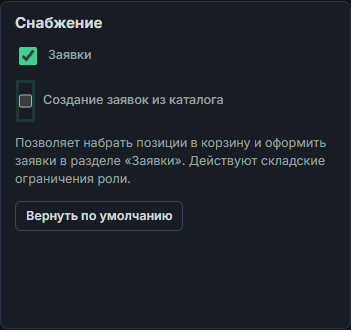 Снабжение
Заявки
Создание заявок из каталога
Позволяет набрать позиции в корзину и оформить
заявки в разделе «Заявки». Действуют складские
ограничения роли.
Вернуть по умолчанию